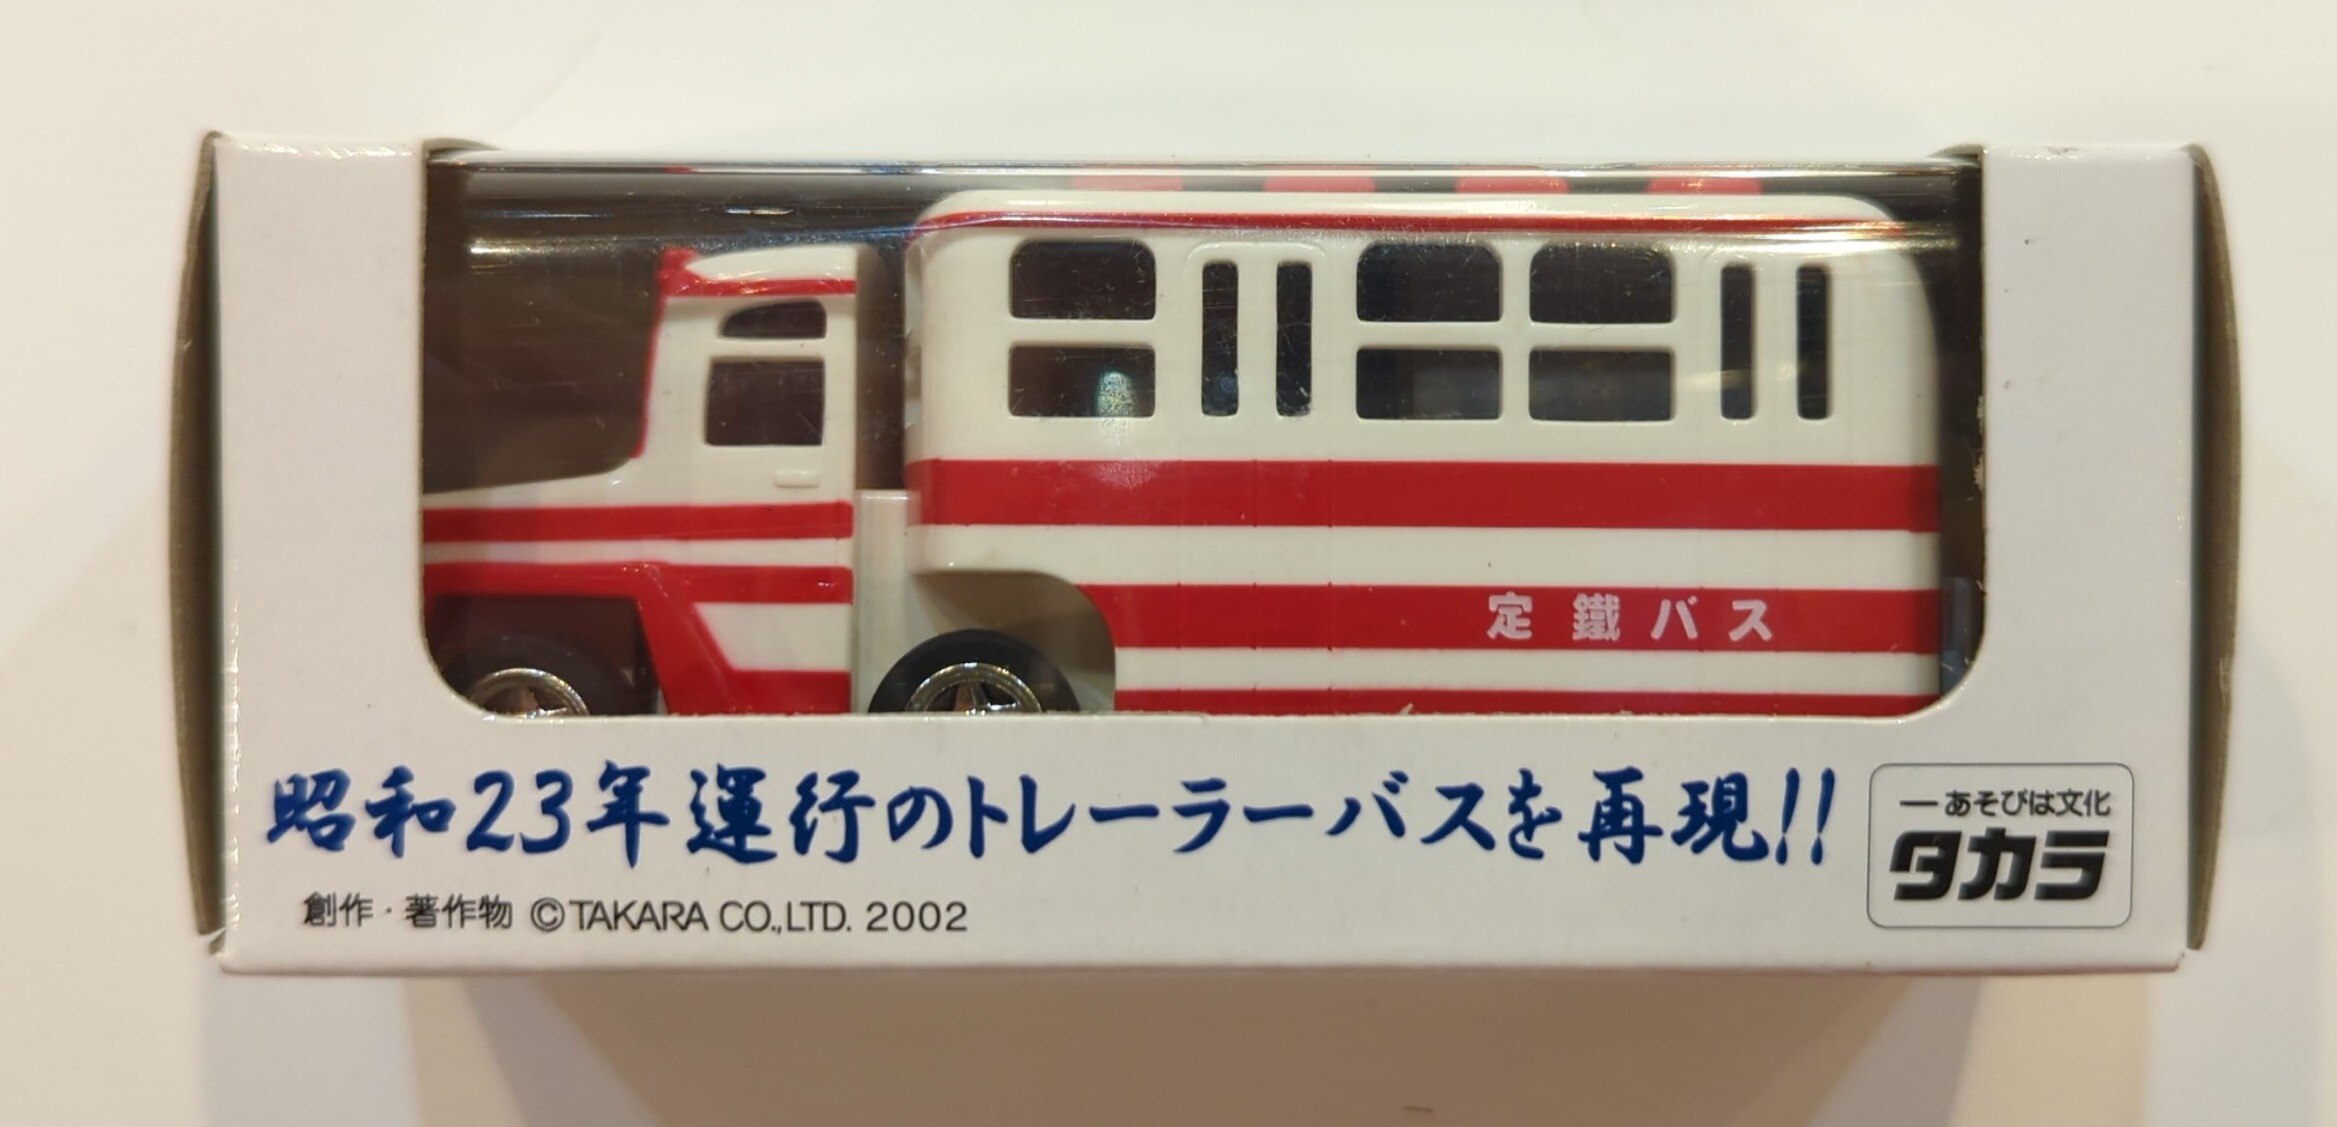 定鐵バス
昭和23年運行のトレーラーバスを再現!!
創作・著作物 ©TAKARA CO.,LTD. 2002
ーあそびは文化
タカラ